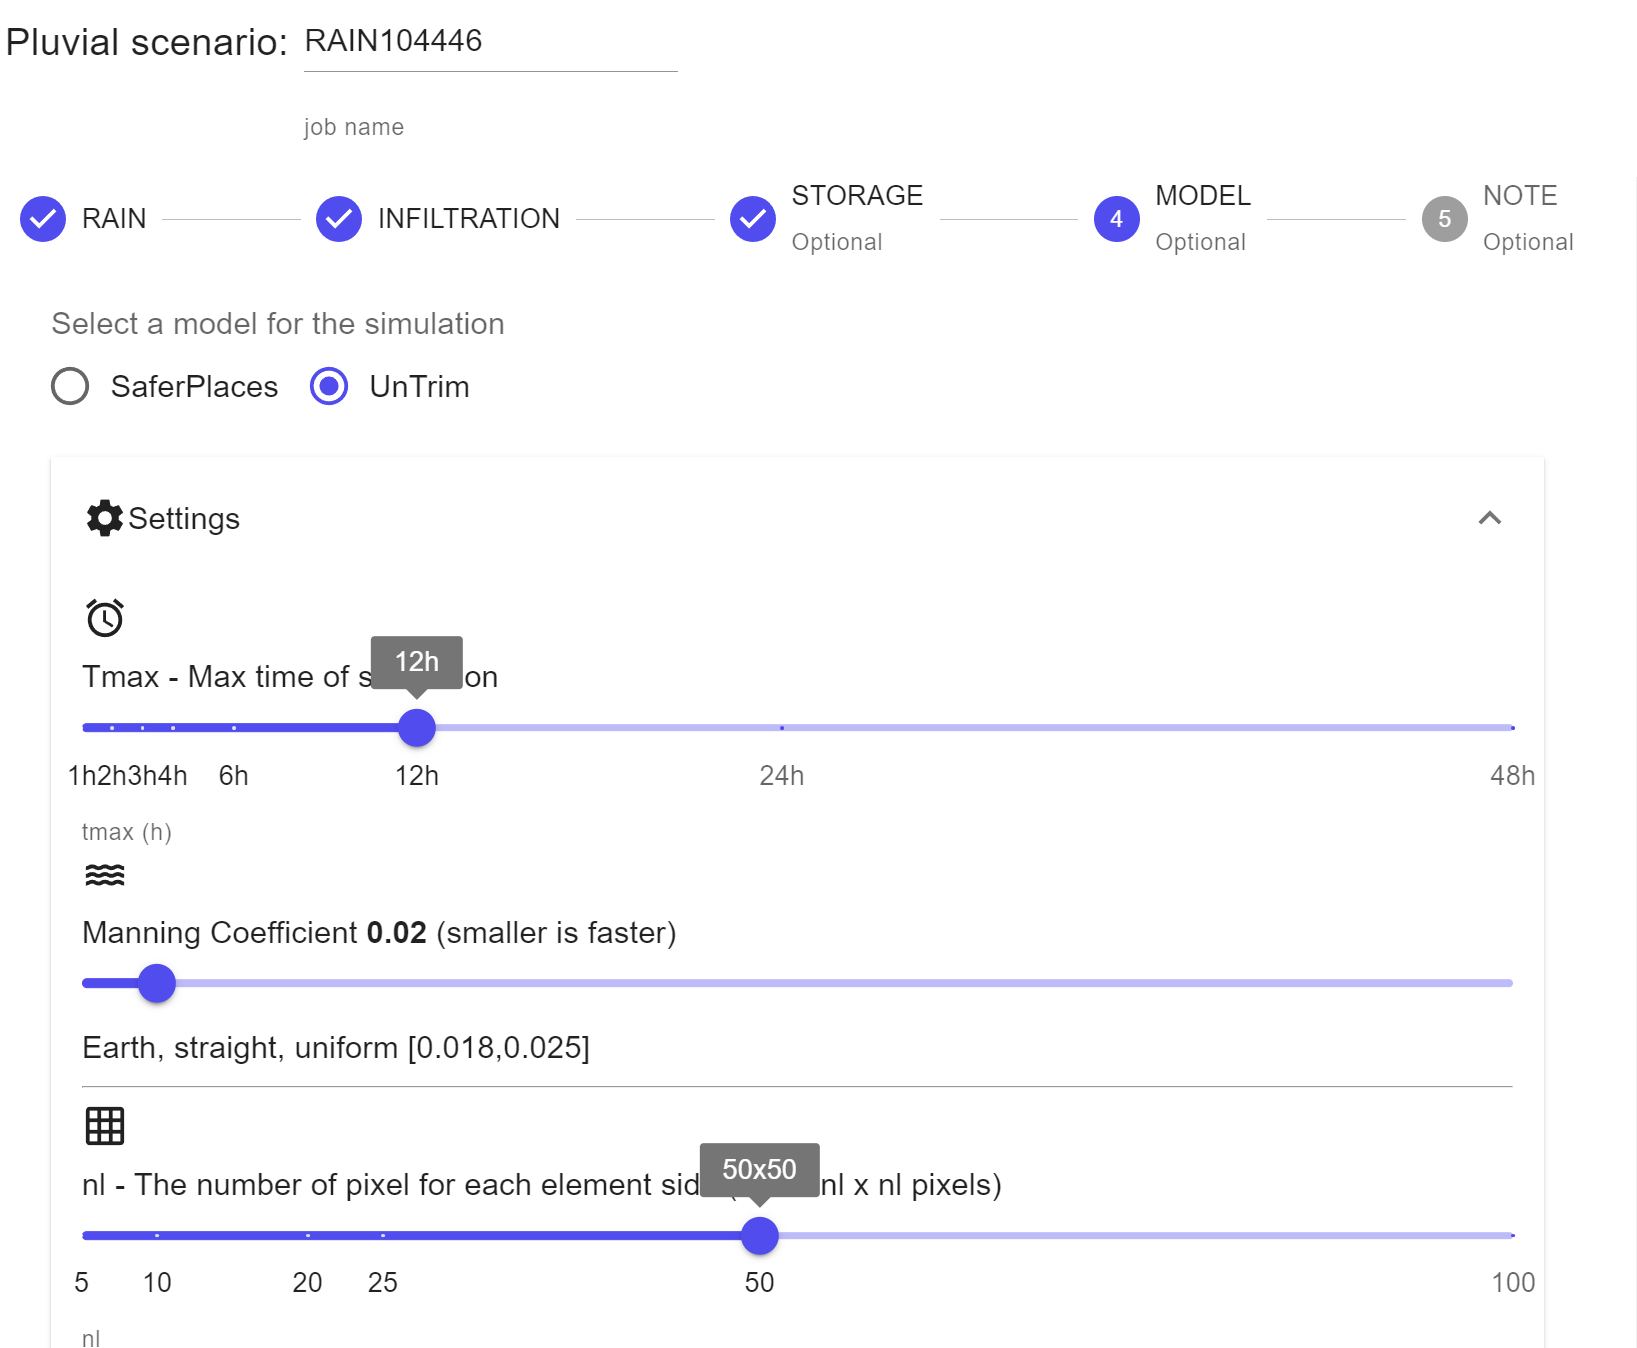 Pluvial scenario: RAIN104446
job name
RAIN
INFILTRATION
STORAGE
Optional
4
MODEL
Optional
5
NOTE
Optional
Select a model for the simulation
SaferPlaces
UnTrim
Settings
12h
Tmax - Max time of s on
1h2h3h4h 6h 12h 24h 48h
tmax (h)
Manning Coefficient 0.02 (smaller is faster)
Earth, straight, uniform [0.018,0.025]
50x50
nl - The number of pixel for each element sid nl x nl pixels)
5 10 20 25 50 100
nl